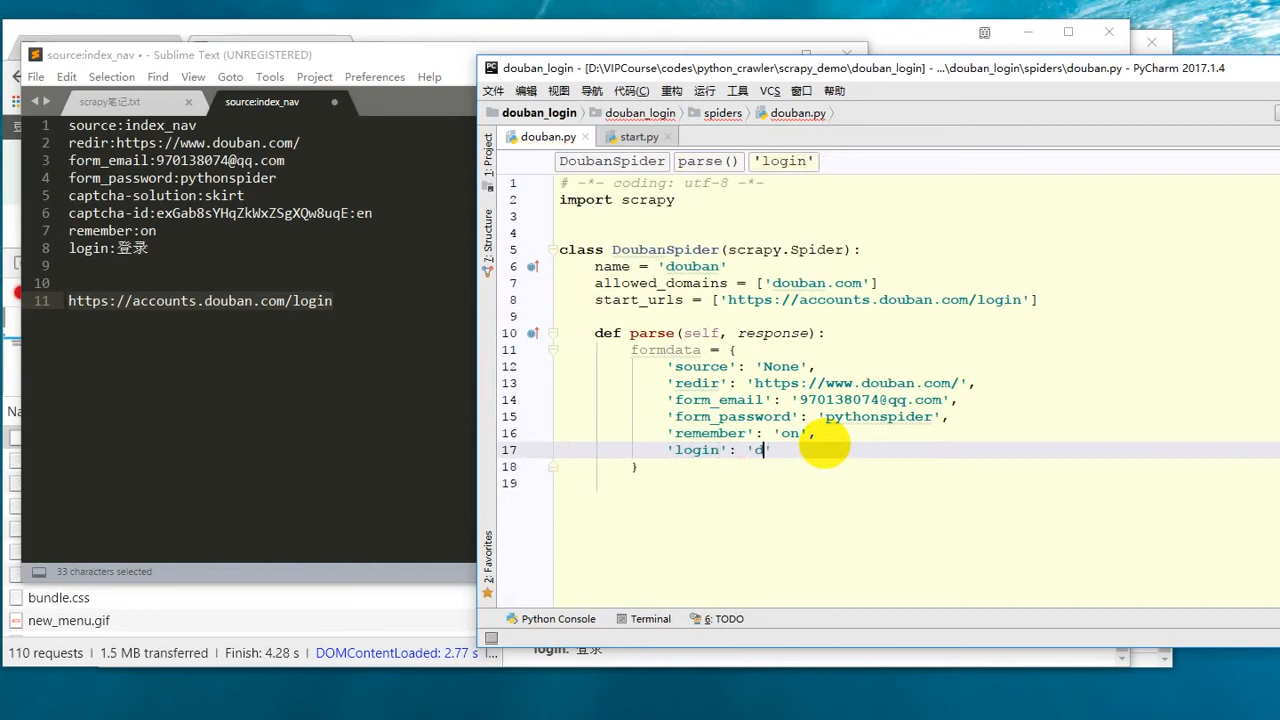 source:index_nav • - Sublime Text (UNREGISTERED)
File Edit Selection Find View Goto Tools Project Preferences Help
scrapy笔记.txt
source:index_nav
1 source:index_nav
2 redir:https://www.douban.com/
3 form_email:970138074@qq.com
4 form_password:pythonspider
5 captcha-solution:skirt
6 captcha-id:exGab8sYHqZkWxZSgXQw8uqE:en
7 remember:on
8 login:登录
9
10
11 https://accounts.douban.com/login
33 characters selected
bundle.css
new_menu.gif
110 requests 1.5 MB transferred Finish: 4.28 s DOMContentLoaded: 2.77 s ...
douban_login - [D:\VIPCourse\codes\python_crawler\scrapy_demo\douban_login] - ...\douban_login\spiders\douban.py - PyCharm 2017.1.4
文件 编辑 视图 导航 代码(C) 重构 运行 工具 VCS 窗口 帮助
douban_login douban_login spiders douban.py
douban.py start.py
DoubanSpider parse() 'login'
1: Project
7: Structure
2: Favorites
1 # -*- coding: utf-8 -*-
2 import scrapy
3
4
5 class DoubanSpider(scrapy.Spider):
6 name = 'douban'
7 allowed_domains = ['douban.com']
8 start_urls = ['https://accounts.douban.com/login']
9
10 def parse(self, response):
11 formdata = {
12 'source': 'None',
13 'redir': 'https://www.douban.com/',
14 'form_email': '970138074@qq.com',
15 'form_password': 'pythonspider',
16 'remember': 'on',
17 'login': 'd'
18 }
19
Python Console Terminal 6: TODO
login: 登录